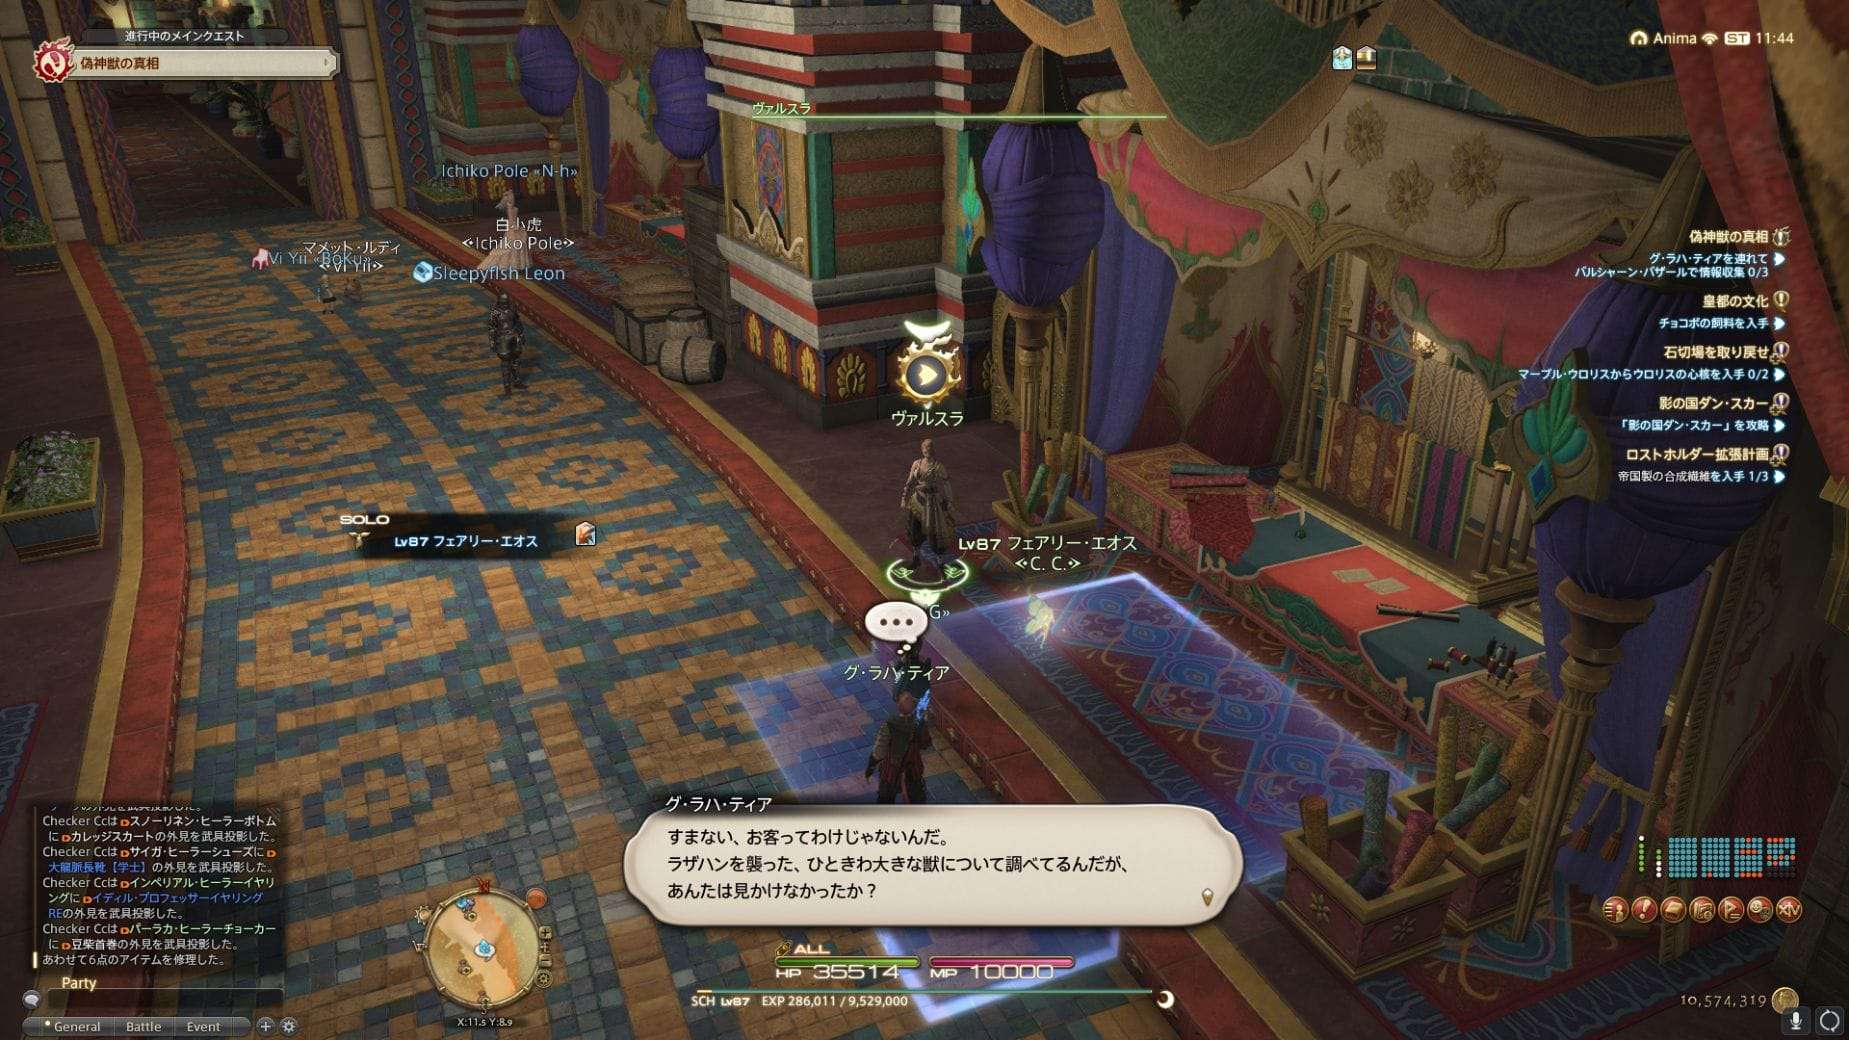 進行中のメインクエスト
偽神獣の真相
Anima ST 11:44
ヴァルスラ
Ichiko Pole «N-h»
白小虎
Ichiko Pole
マメット・ルディ
Vi Yii «BoKu»
Vi Yii
Sleepyfish Leon
偽神獣の真相
グ・ラハ・ティアを連れて
バルシャーン・バザールで情報収集 0/3
皇都の文化
チョコボの飼料を入手
石切場を取り戻せ
マーブル・ウロリスからウロリスの心核を入手 0/2
影の国ダン・スカー
「影の国ダン・スカー」を攻略
ロストホルダー拡張計画
帝国製の合成繊維を入手 1/3
ヴァルスラ
SOLO
Lv87 フェアリー・エオス
Lv87 フェアリー・エオス
C. C.
G»
グ・ラハ・ティア
グ・ラハ・ティア
すまない、お客ってわけじゃないんだ。
ラザハンを襲った、ひときわ大きな獣について調べてるんだが、
あんたは見かけなかったか？
Checker Ccは スノーリネン・ヒーラーボトム
に カレッジスカートの外見を武具投影した。
Checker Ccは サイガ・ヒーラーシューズに
大龍脈長靴【学士】の外見を武具投影した。
Checker Ccは インペリアル・ヒーラーイヤリ
ングに イディル・プロフェッサーイヤリング
REの外見を武具投影した。
Checker Ccは パーラカ・ヒーラーチョーカー
に 豆柴首巻の外見を武具投影した。
あわせて6点のアイテムを修理した。
Party
General Battle Event
X:11.5 Y:8.9
ALL
HP 35514 MP 10000
SCH Lv87 EXP 286,011 / 9,529,000
XIV
10,574,319